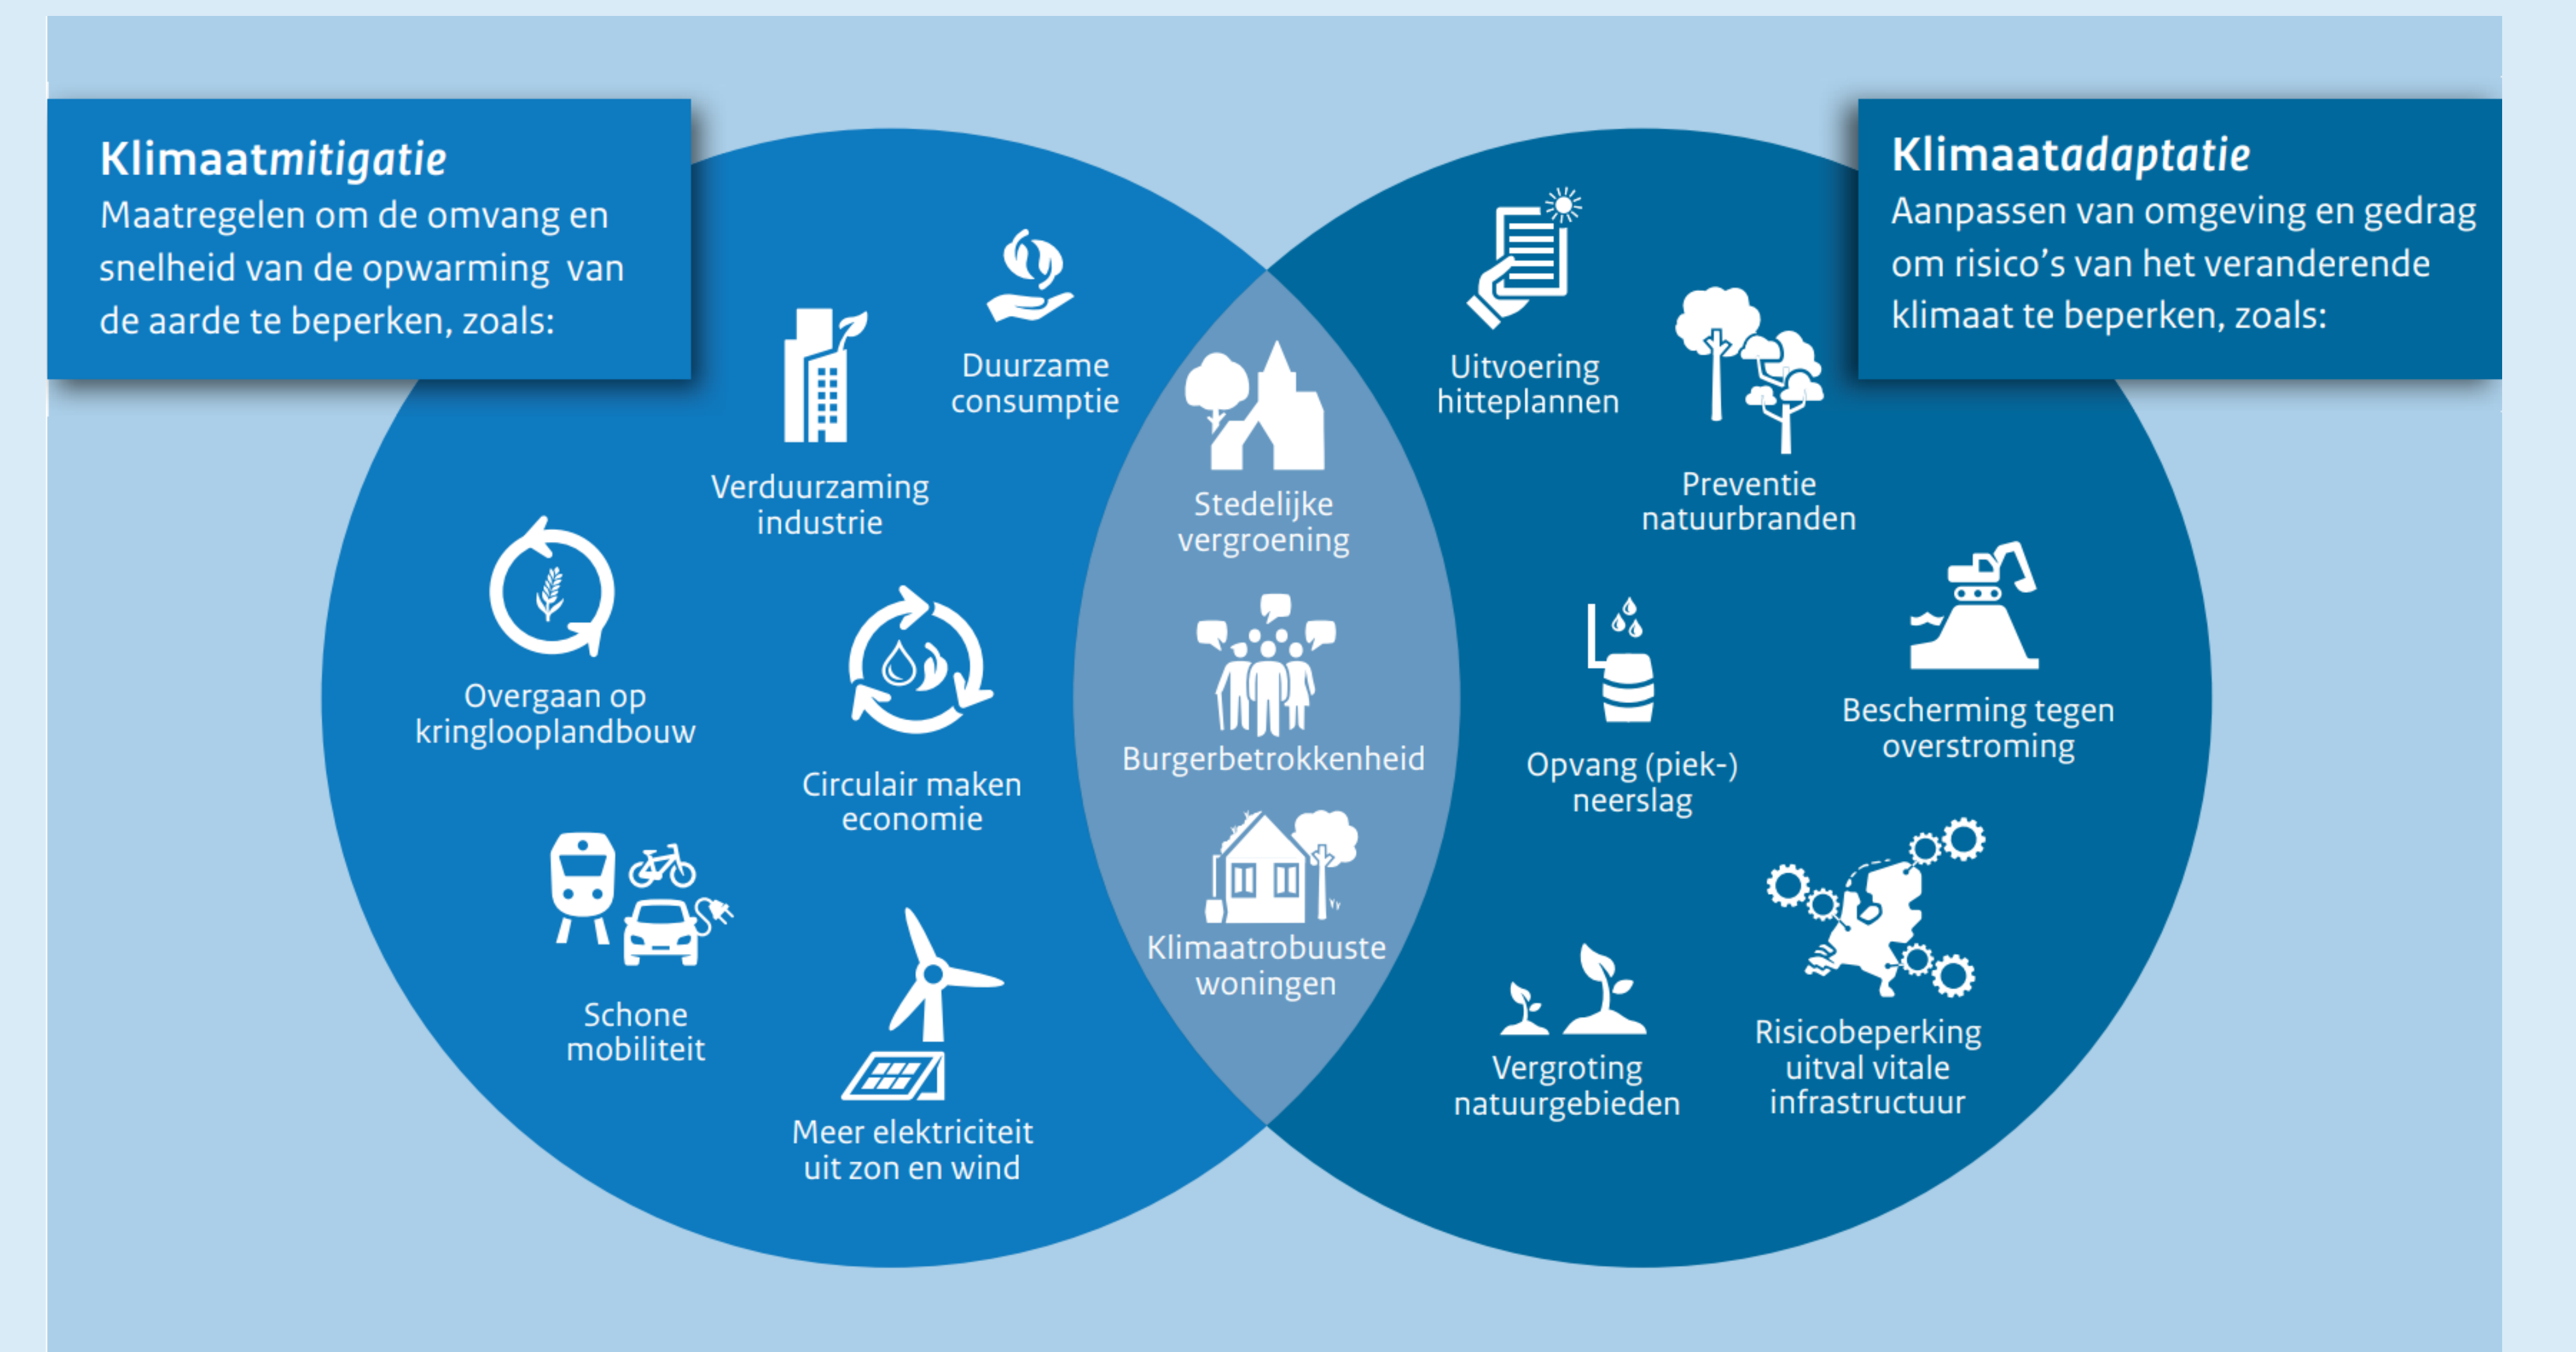 Klimaatmitigatie
Maatregelen om de omvang en
snelheid van de opwarming van
de aarde te beperken, zoals:
Duurzame
consumptie
Verduurzaming
industrie
Overgaan op
kringlooplandbouw
Circulair maken
economie
Schone
mobiliteit
Meer elektriciteit
uit zon en wind
Stedelijke
vergroening
Burgerbetrokkenheid
Klimaatrobuuste
woningen
Klimaatadaptatie
Aanpassen van omgeving en gedrag
om risico's van het veranderende
klimaat te beperken, zoals:
Uitvoering
hitteplannen
Preventie
natuurbranden
Bescherming tegen
overstroming
Opvang (piek-)
neerslag
Risicobeperking
uitval vitale
infrastructuur
Vergroting
natuurgebieden